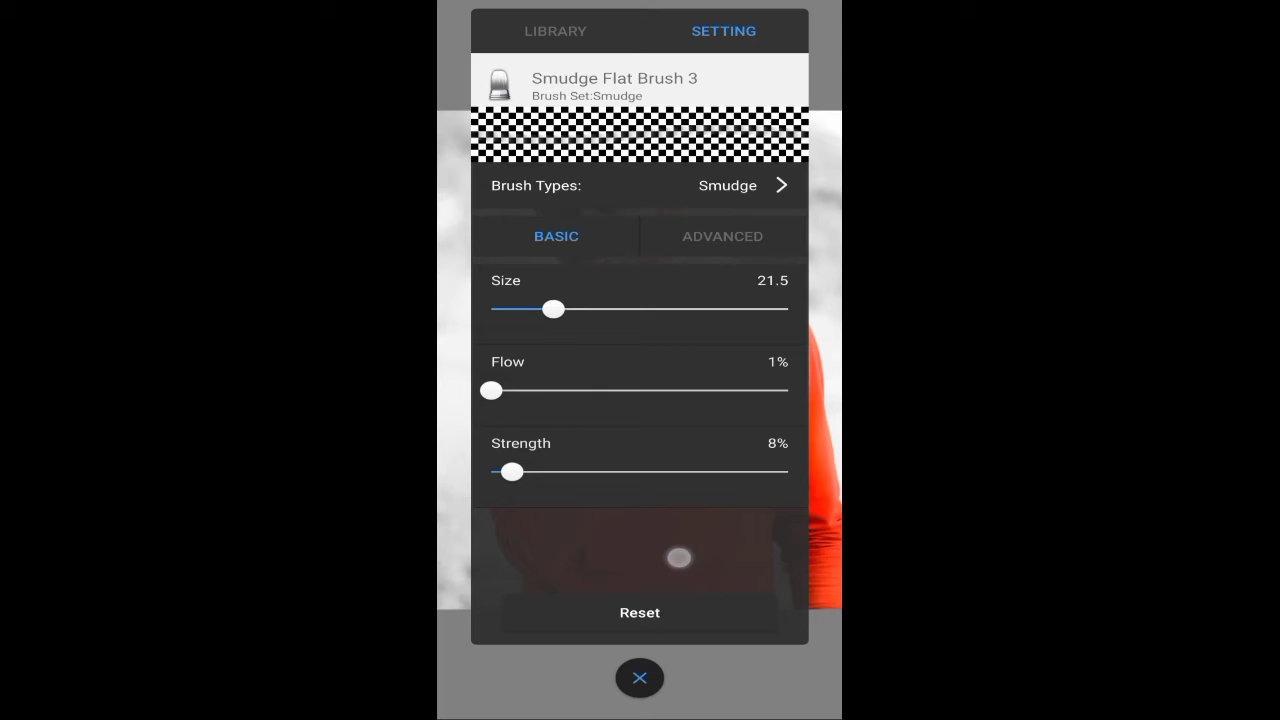 LIBRARY SETTING
Smudge Flat Brush 3
Brush Set:Smudge
Brush Types: Smudge
BASIC ADVANCED
Size 21.5
Flow 1%
Strength 8%
Reset